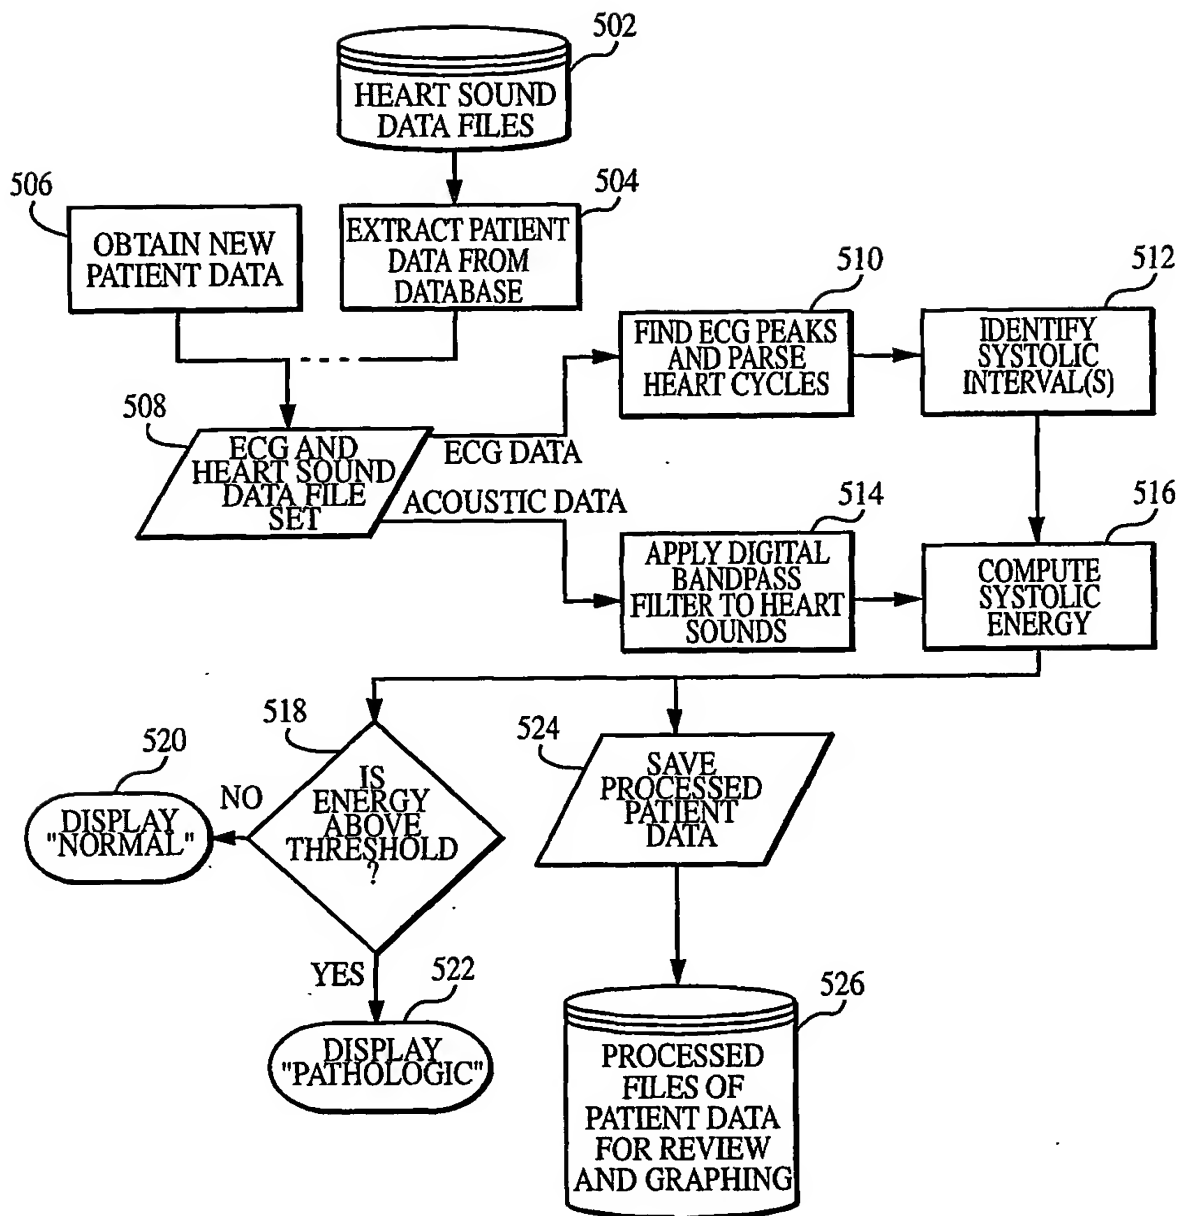 502
HEART SOUND
DATA FILES
506
OBTAIN NEW
PATIENT DATA
504
EXTRACT PATIENT
DATA FROM
DATABASE
510
FIND ECG PEAKS
AND PARSE
HEART CYCLES
512
IDENTIFY
SYSTOLIC
INTERVAL(S)
508
ECG AND
HEART SOUND
DATA FILE
SET
ECG DATA
ACOUSTIC DATA
514
APPLY DIGITAL
BANDPASS
FILTER TO HEART
SOUNDS
516
COMPUTE
SYSTOLIC
ENERGY
518
IS
ENERGY
ABOVE
THRESHOLD
?
NO
520
DISPLAY
"NORMAL"
YES
522
DISPLAY
"PATHOLOGIC"
524
SAVE
PROCESSED
PATIENT
DATA
526
PROCESSED
FILES OF
PATIENT DATA
FOR REVIEW
AND GRAPHING